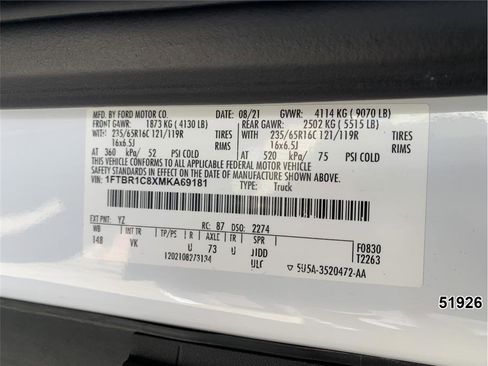 MFD. BY FORD MOTOR CO. 08/21 GVWR: 4114 KG ( 9070 LB)
FRONT GAWR: 1873 KG ( 4130 LB) REAR GAWR: 2502 KG ( 5515 LB)
WITH TIRES WITH TIRES
235/65R16C 121/119R 235/65R16C 121/119R
16x6.5J RIMS 16x6.5J RIMS
AT 360 kPa/ 52 PSI COLD AT 520 kPa/ 75 PSI COLD
THIS VEHICLE CONFORMS TO ALL APPLICABLE FEDERAL MOTOR VEHICLE
SAFETY STANDARDS IN EFFECT ON THE DATE OF MANUFACTURE SHOWN ABOVE.
VIN: 1FTBR1C8XMKA69181 TYPE: Truck
EXT PNT: YZ RC: 87 DSO: 2274
WB TP/PS R AXLE TR SPR F0830
148 VK U 73 U JIDD T2263
1202108273134 ULC 5U5A-3520472-AA
51926